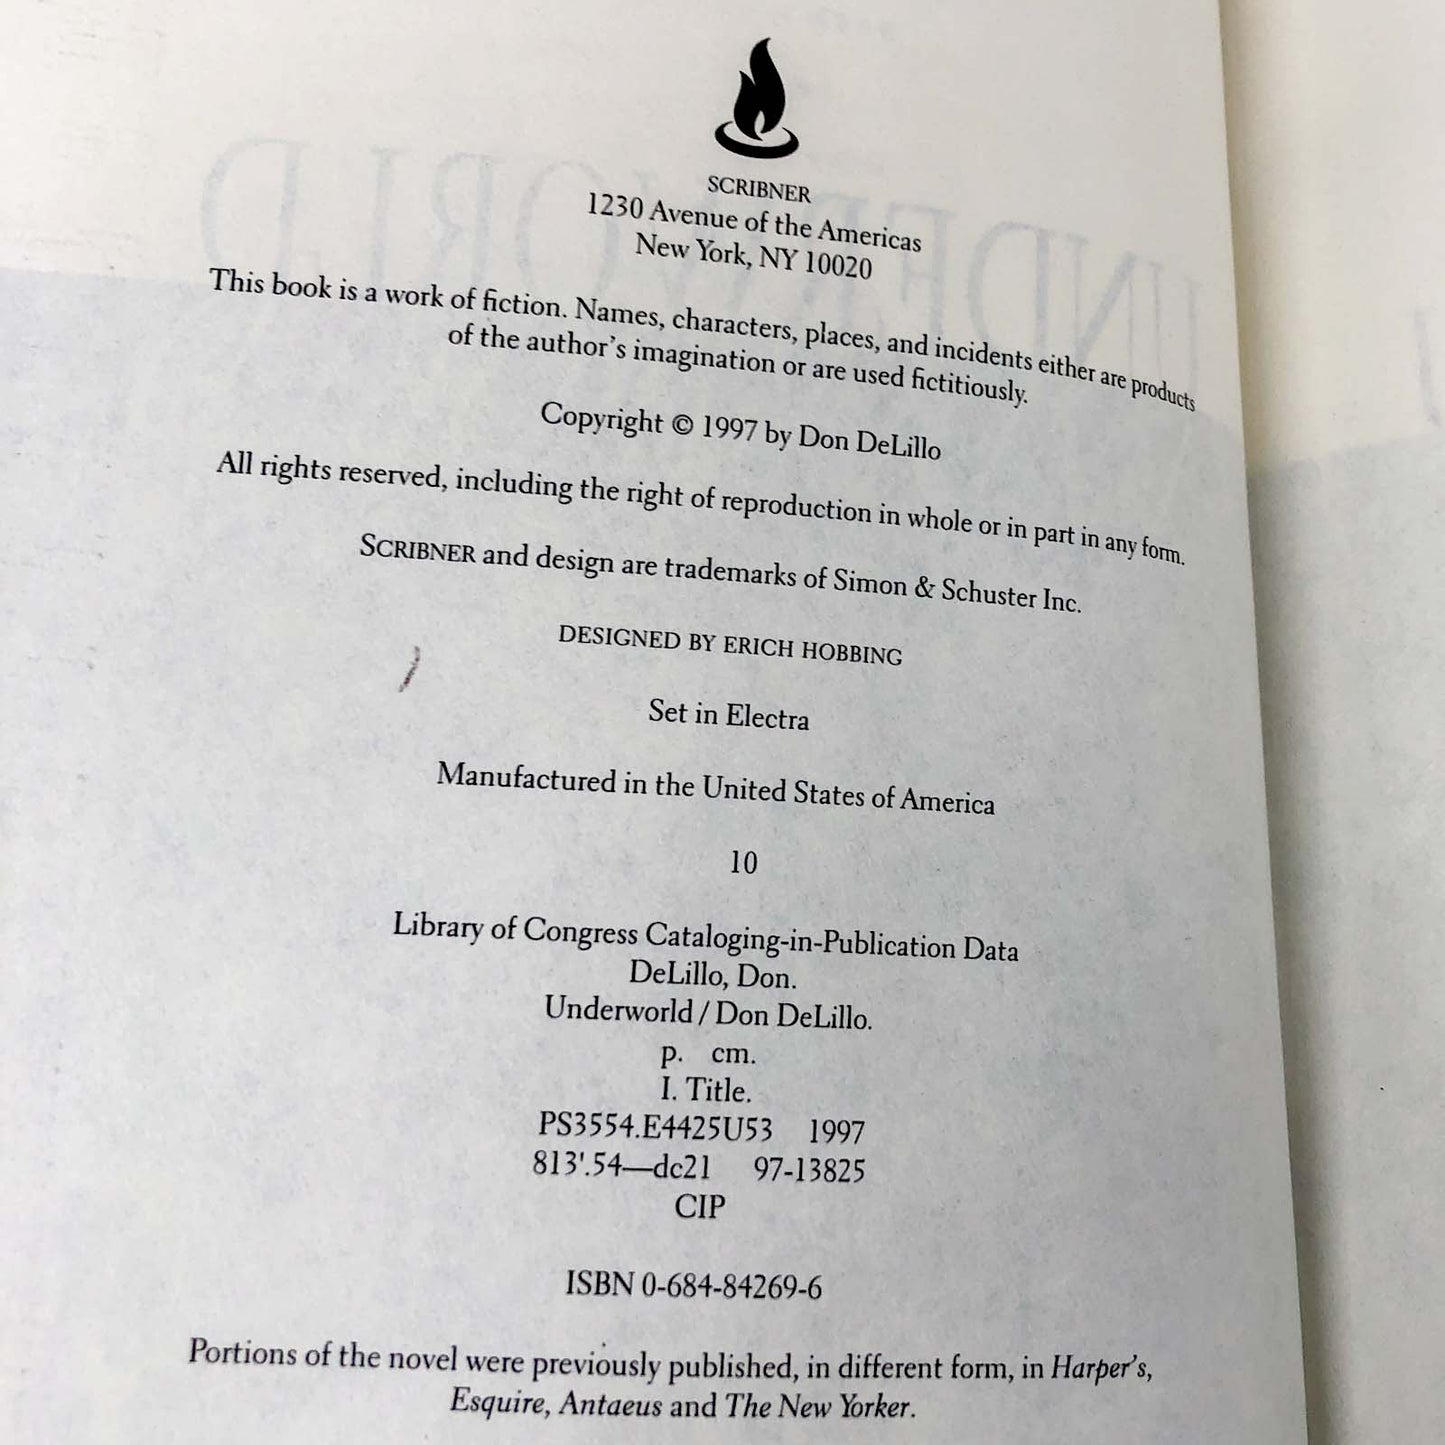 SCRIBNER
1230 Avenue of the Americas
New York, NY 10020
This book is a work of fiction. Names, characters, places, and incidents either are products
of the author's imagination or are used fictitiously.
Copyright © 1997 by Don DeLillo
All rights reserved, including the right of reproduction in whole or in part in any form.
SCRIBNER and design are trademarks of Simon & Schuster Inc.
DESIGNED BY ERICH HOBBING
Set in Electra
Manufactured in the United States of America
10
Library of Congress Cataloging-in-Publication Data
DeLillo, Don.
Underworld / Don DeLillo.
p. cm.
I. Title.
PS3554.E4425U53 1997
813'.54—dc21 97-13825
CIP
ISBN 0-684-84269-6
Portions of the novel were previously published, in different form, in Harper's,
Esquire, Antaeus and The New Yorker.
UNDERWORLD